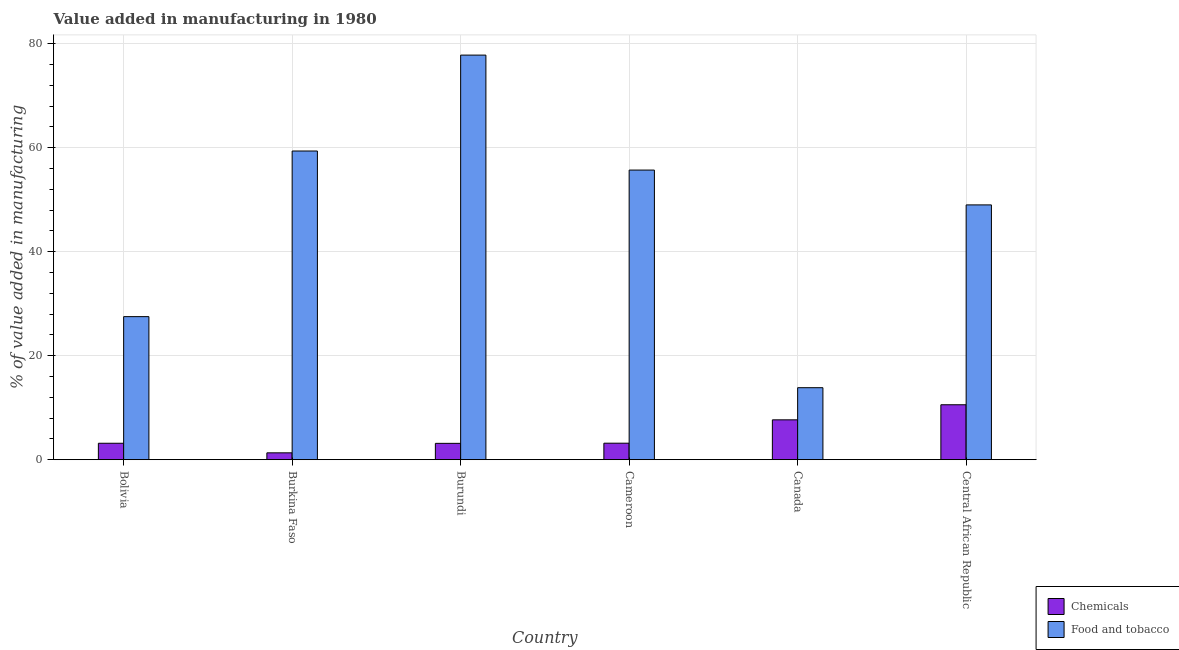 Value added in manufacturing in 1980
% of value added in manufacturing
80
60
40
20
0
Bolivia
Burkina Faso
Burundi
Cameroon
Canada
Central African Republic
Country
Chemicals
Food and tobacco